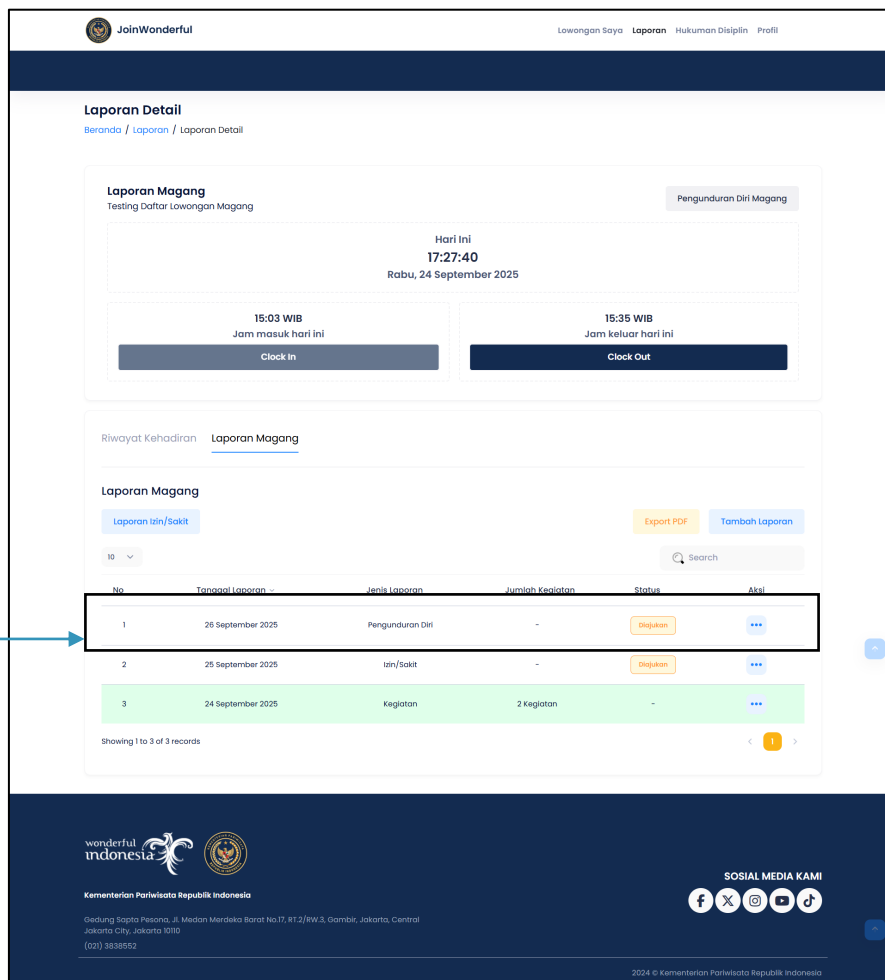 JoinWonderful
Lowongan Saya Laporan Hukuman Disiplin Profil
Laporan Detail
Beranda / Laporan / Laporan Detail
Laporan Magang
Testing Daftar Lowongan Magang
Pengunduran Diri Magang
Hari Ini
17:27:40
Rabu, 24 September 2025
15:03 WIB
Jam masuk hari ini
Clock In
15:35 WIB
Jam keluar hari ini
Clock Out
Riwayat Kehadiran Laporan Magang
Laporan Magang
Laporan Izin/Sakit
Export PDF Tambah Laporan
10
Search
No Tanggal Laporan Jenis Laporan Jumlah Kegiatan Status Aksi
1 26 September 2025 Pengunduran Diri - Diajukan
2 25 September 2025 Izin/Sakit - Diajukan
3 24 September 2025 Kegiatan 2 Kegiatan -
Showing 1 to 3 of 3 records
< 1 >
wonderful
indonesia
Kementerian Pariwisata Republik Indonesia
Gedung Sapta Pesona, Jl. Medan Merdeka Barat No.17, RT.2/RW.3, Gambir, Jakarta, Central
Jakarta City, Jakarta 10110
(021) 3838552
SOSIAL MEDIA KAMI
2024 © Kementerian Pariwisata Republik Indonesia